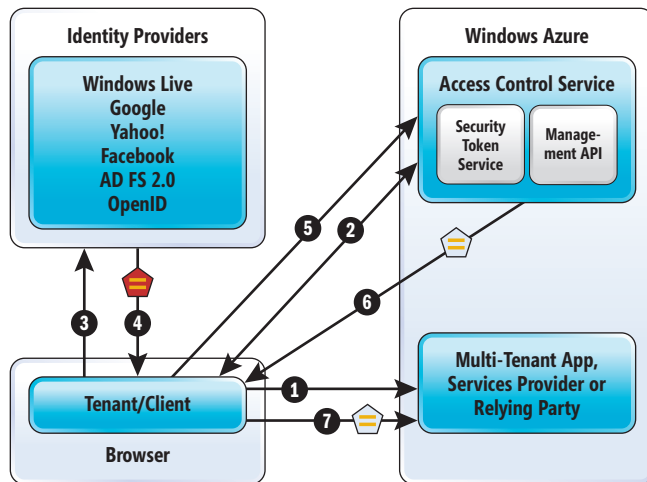 Identity Providers
Windows Live
Google
Yahoo!
Facebook
AD FS 2.0
OpenID
Windows Azure
Access Control Service
Security
Token
Service
Manage-
ment API
5
2
3
4
6
1
7
Tenant/Client
Browser
Multi-Tenant App,
Services Provider or
Relying Party